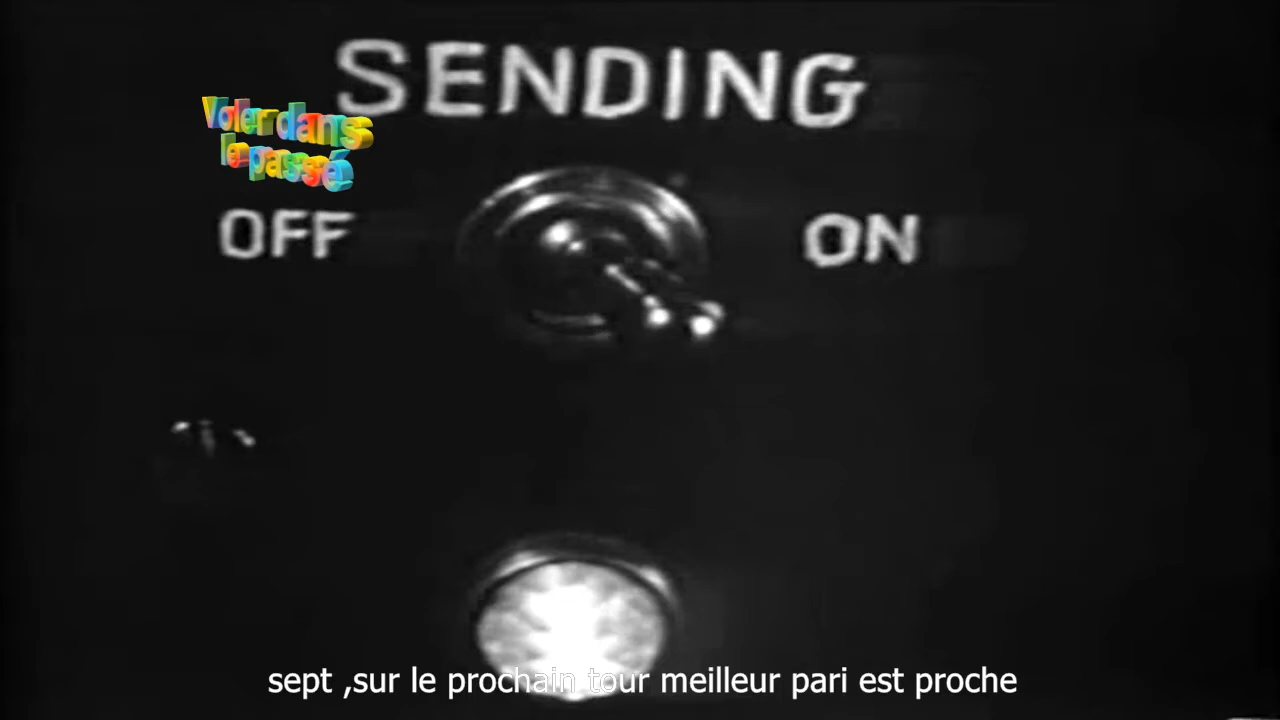 SENDING
Voler dans
le passé
OFF
ON
sept ,sur le prochain tour meilleur pari est proche